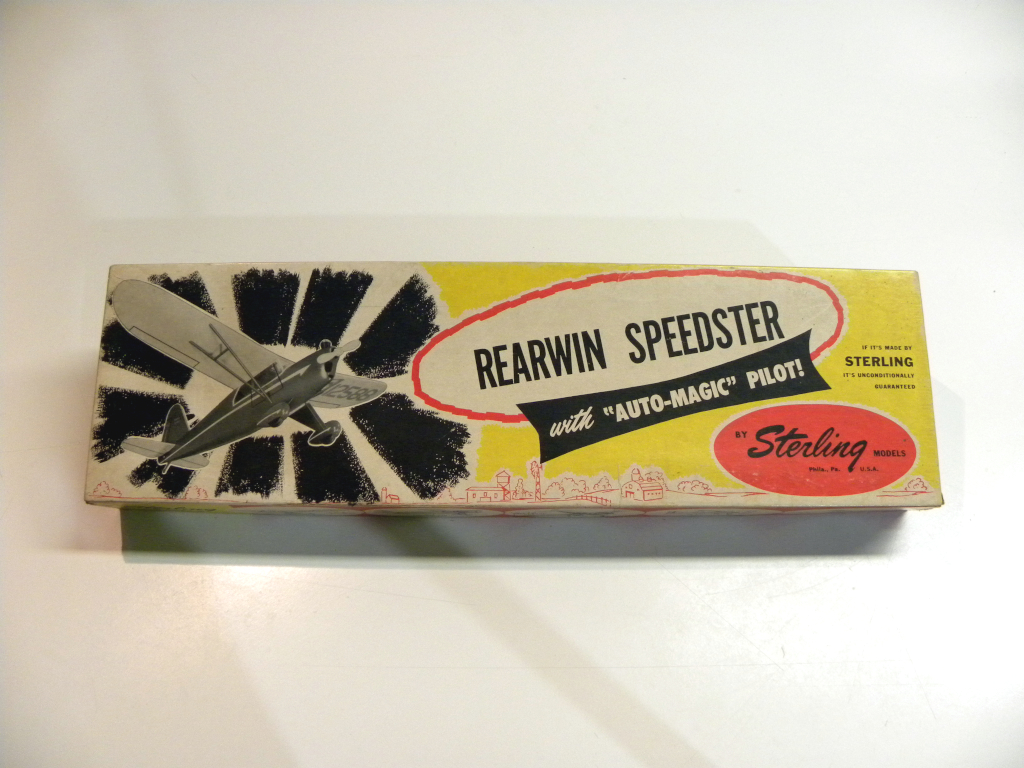 REARWIN SPEEDSTER
with "AUTO-MAGIC" PILOT!
IF IT'S MADE BY
STERLING
IT'S UNCONDITIONALLY
GUARANTEED
BY Sterling MODELS
Phila., Pa. U.S.A.